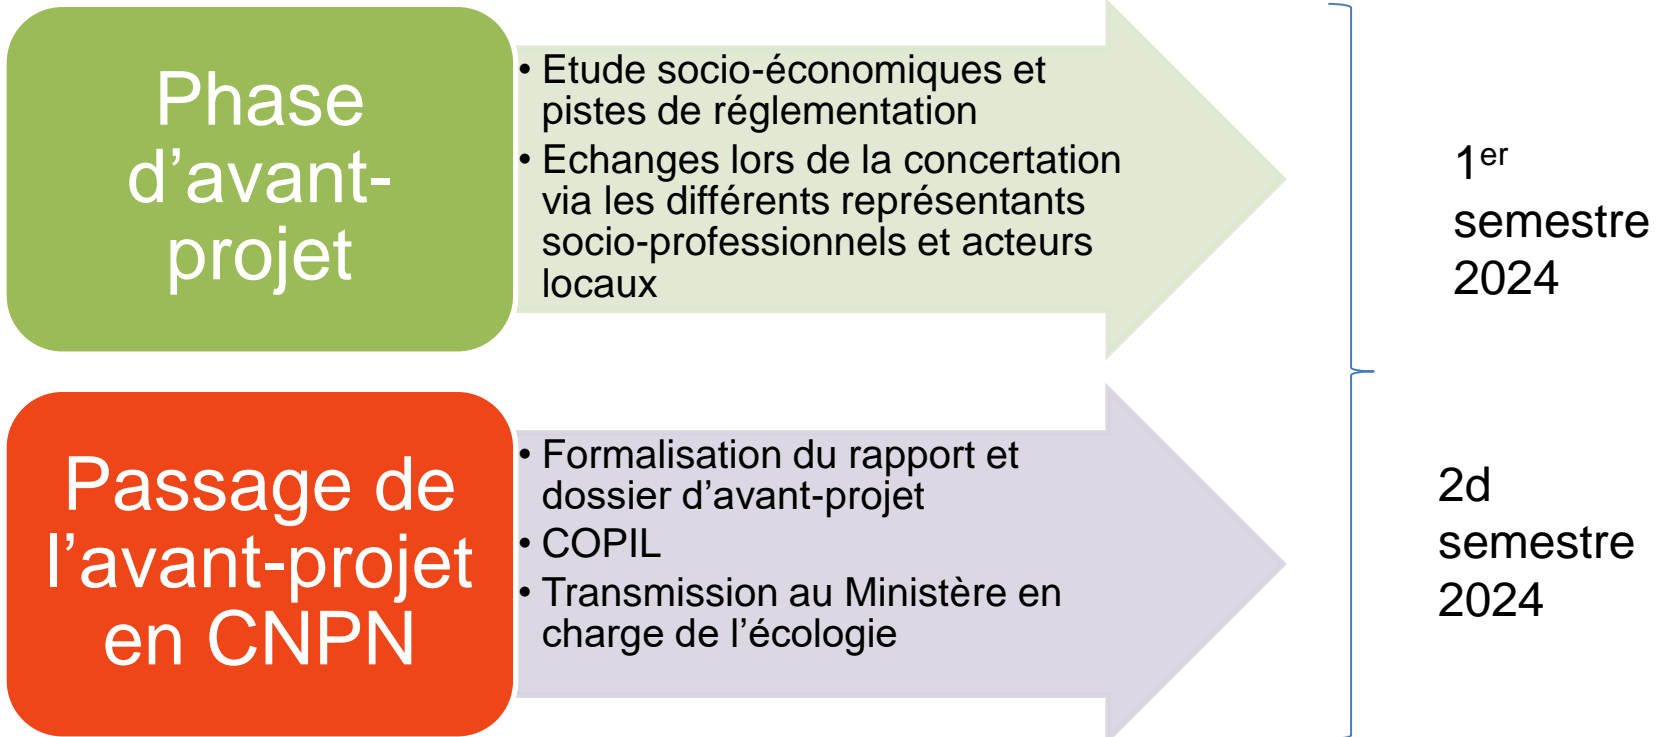 Phase
d’avant-
projet
• Etude socio-économiques et
pistes de réglementation
• Echanges lors de la concertation
via les différents représentants
socio-professionnels et acteurs
locaux
1er
semestre
2024
Passage de
l’avant-projet
en CNPN
• Formalisation du rapport et
dossier d’avant-projet
• COPIL
• Transmission au Ministère en
charge de l’écologie
2d
semestre
2024